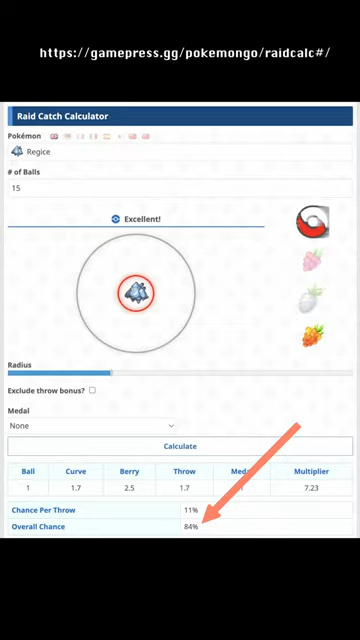 https://gamepress.gg/pokemongo/raidcalc#/
Raid Catch Calculator
Pokémon
Regice
# of Balls
15
Excellent!
Radius
Exclude throw bonus?
Medal
None
Calculate
Ball Curve Berry Throw Meda Multiplier
1 1.7 2.5 1.7 1 7.23
Chance Per Throw 11%
Overall Chance 84%